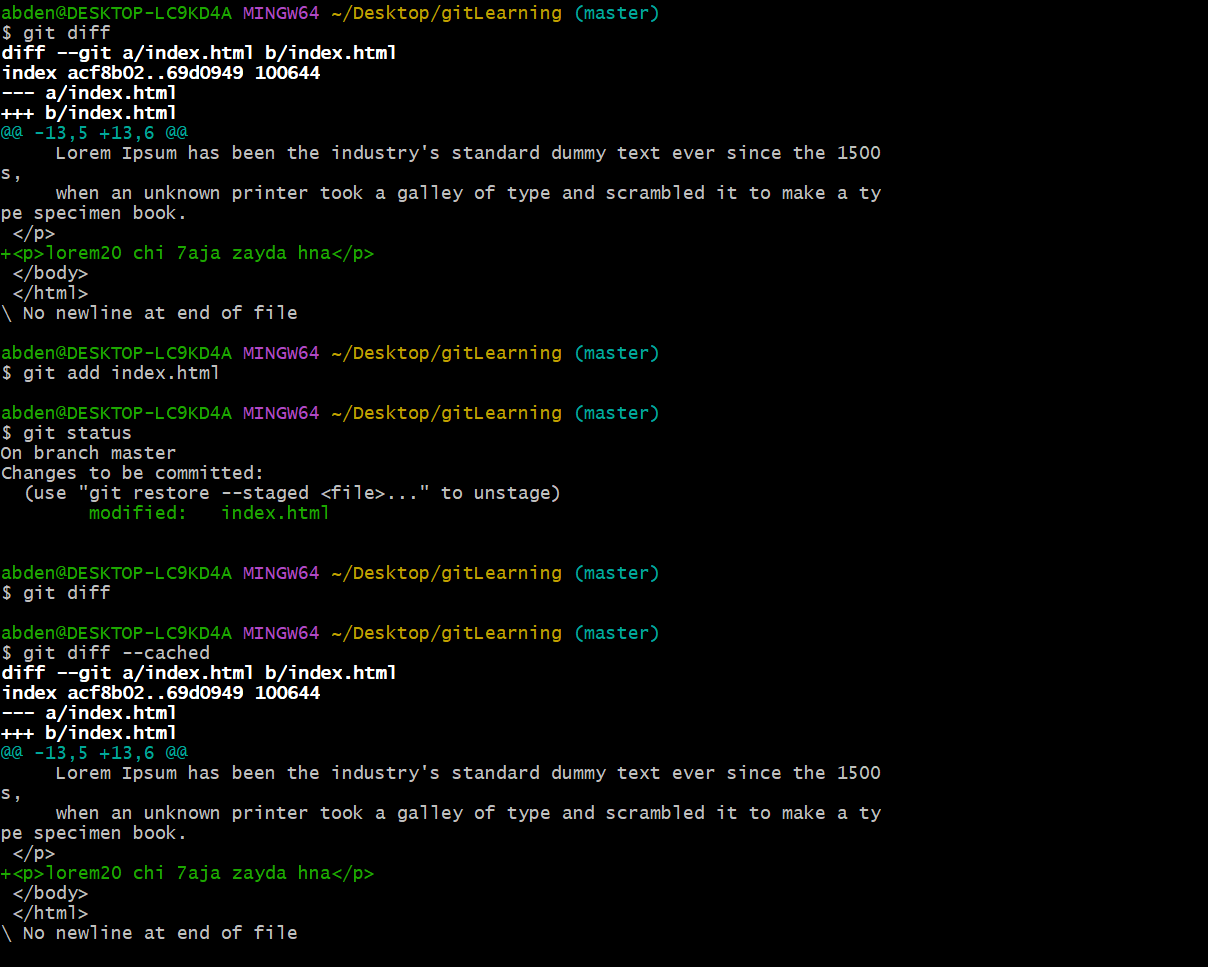 abden@DESKTOP-LC9KD4A MINGW64 ~/Desktop/gitLearning (master)
$ git diff
diff --git a/index.html b/index.html
index acf8b02..69d0949 100644
--- a/index.html
+++ b/index.html
@@ -13,5 +13,6 @@
     Lorem Ipsum has been the industry's standard dummy text ever since the 1500
s,
     when an unknown printer took a galley of type and scrambled it to make a ty
pe specimen book.
 </p>
+<p>lorem20 chi 7aja zayda hna</p>
 </body>
 </html>
\ No newline at end of file

abden@DESKTOP-LC9KD4A MINGW64 ~/Desktop/gitLearning (master)
$ git add index.html

abden@DESKTOP-LC9KD4A MINGW64 ~/Desktop/gitLearning (master)
$ git status
On branch master
Changes to be committed:
  (use "git restore --staged <file>..." to unstage)
        modified:   index.html


abden@DESKTOP-LC9KD4A MINGW64 ~/Desktop/gitLearning (master)
$ git diff

abden@DESKTOP-LC9KD4A MINGW64 ~/Desktop/gitLearning (master)
$ git diff --cached
diff --git a/index.html b/index.html
index acf8b02..69d0949 100644
--- a/index.html
+++ b/index.html
@@ -13,5 +13,6 @@
     Lorem Ipsum has been the industry's standard dummy text ever since the 1500
s,
     when an unknown printer took a galley of type and scrambled it to make a ty
pe specimen book.
 </p>
+<p>lorem20 chi 7aja zayda hna</p>
 </body>
 </html>
\ No newline at end of file